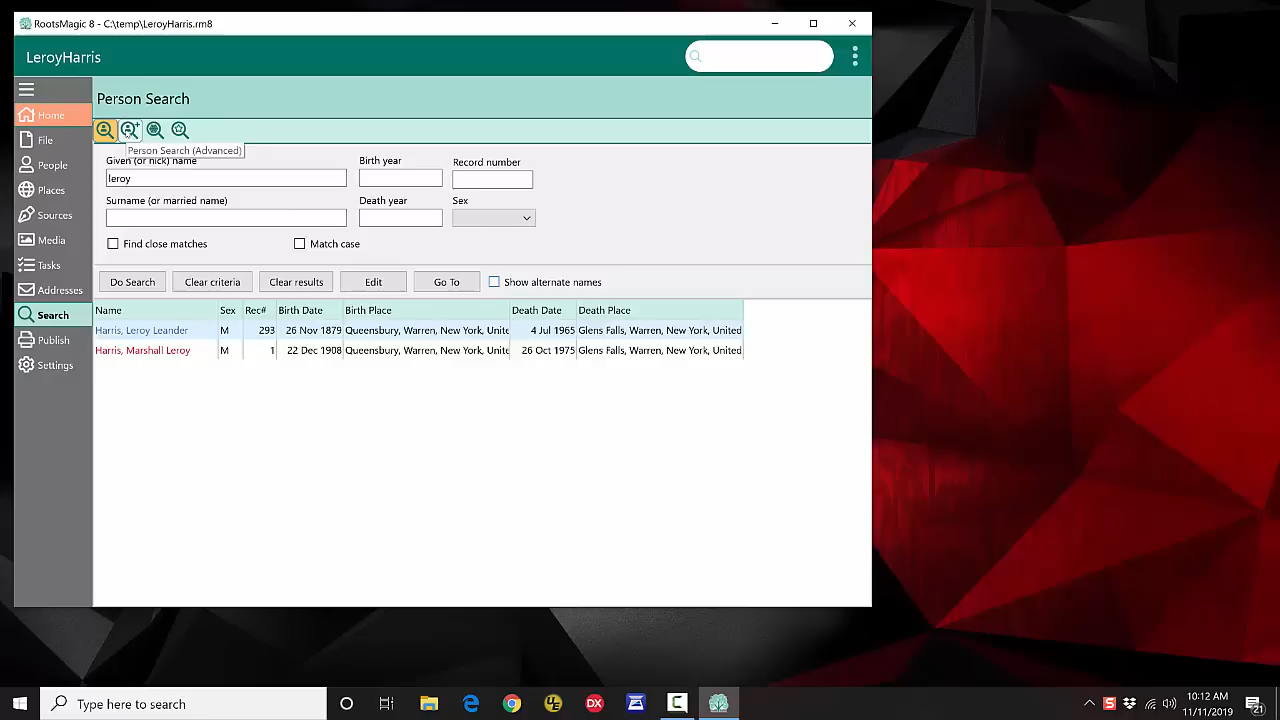 RootsMagic 8 - C:\temp\LeroyHarris.rm8
LeroyHarris
Person Search
Home
File
People
Places
Sources
Media
Tasks
Addresses
Search
Publish
Settings
Person Search (Advanced)
Given (or nick) name
Birth year
Record number
leroy
Surname (or married name)
Death year
Sex
Find close matches
Match case
Do Search
Clear criteria
Clear results
Edit
Go To
Show alternate names
Name Sex Rec# Birth Date Birth Place Death Date Death Place
Harris, Leroy Leander M 293 26 Nov 1879 Queensbury, Warren, New York, Unite 4 Jul 1965 Glens Falls, Warren, New York, United
Harris, Marshall Leroy M 1 22 Dec 1908 Queensbury, Warren, New York, Unite 26 Oct 1975 Glens Falls, Warren, New York, United
Type here to search
UE
DX
S
10:12 AM
11/11/2019
21